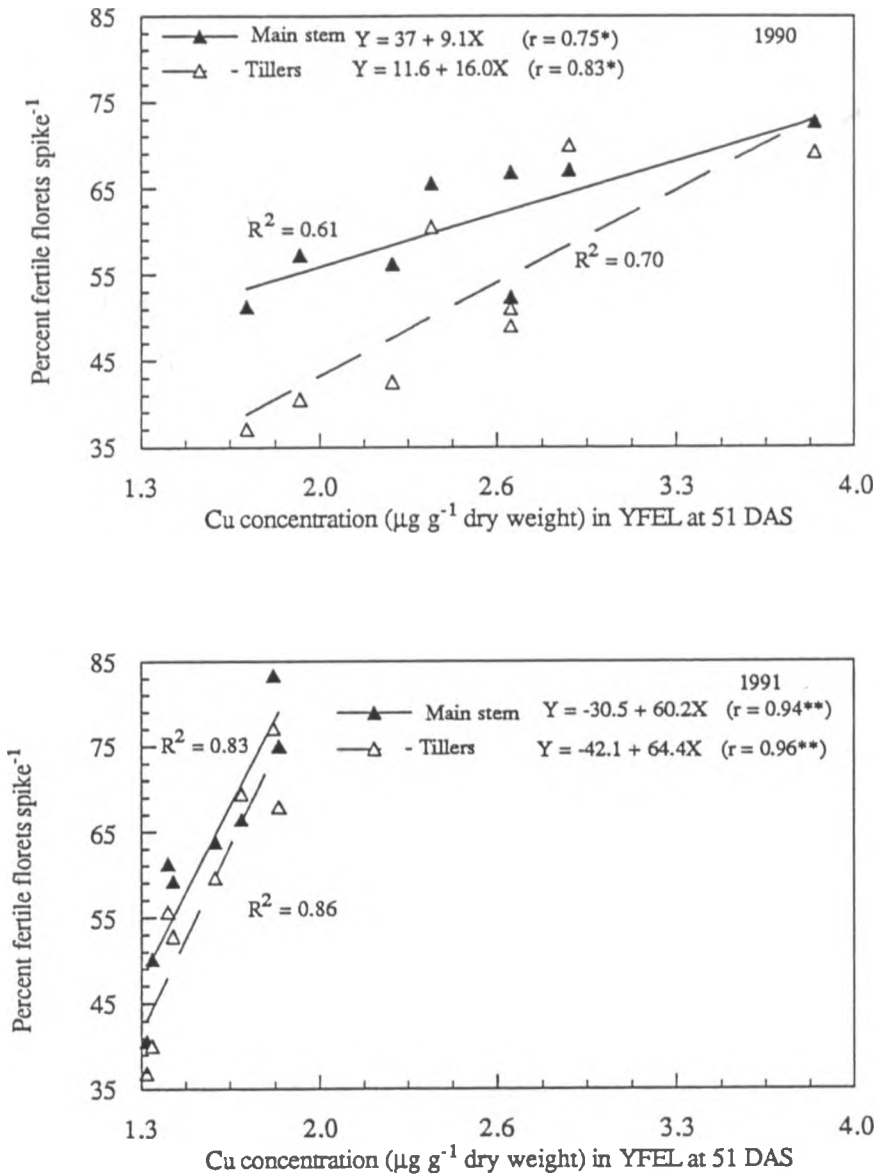 85
75
65
55
45
35
Percent fertile florets spike-1
Main stem Y = 37 + 9.1X (r = 0.75*) 1990
- Tillers Y = 11.6 + 16.0X (r = 0.83*)
R2 = 0.61
R2 = 0.70
1.3 2.0 2.6 3.3 4.0
Cu concentration (µg g-1 dry weight) in YFEL at 51 DAS
85
75
65
55
45
35
Percent fertile florets spike-1
1991
Main stem Y = -30.5 + 60.2X (r = 0.94**)
- Tillers Y = -42.1 + 64.4X (r = 0.96**)
R2 = 0.83
R2 = 0.86
1.3 2.0 2.6 3.3 4.0
Cu concentration (µg g-1 dry weight) in YFEL at 51 DAS